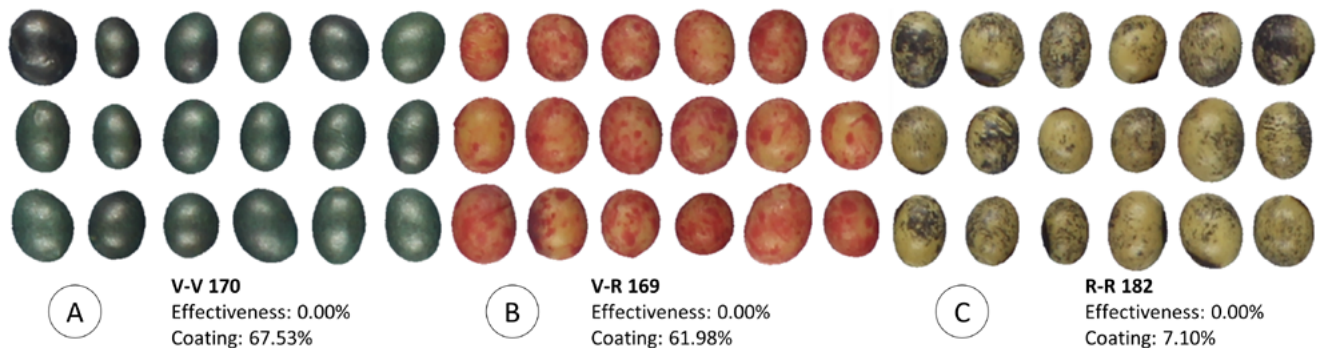 A
V-V 170
Effectiveness: 0.00%
Coating: 67.53%
B
V-R 169
Effectiveness: 0.00%
Coating: 61.98%
C
R-R 182
Effectiveness: 0.00%
Coating: 7.10%